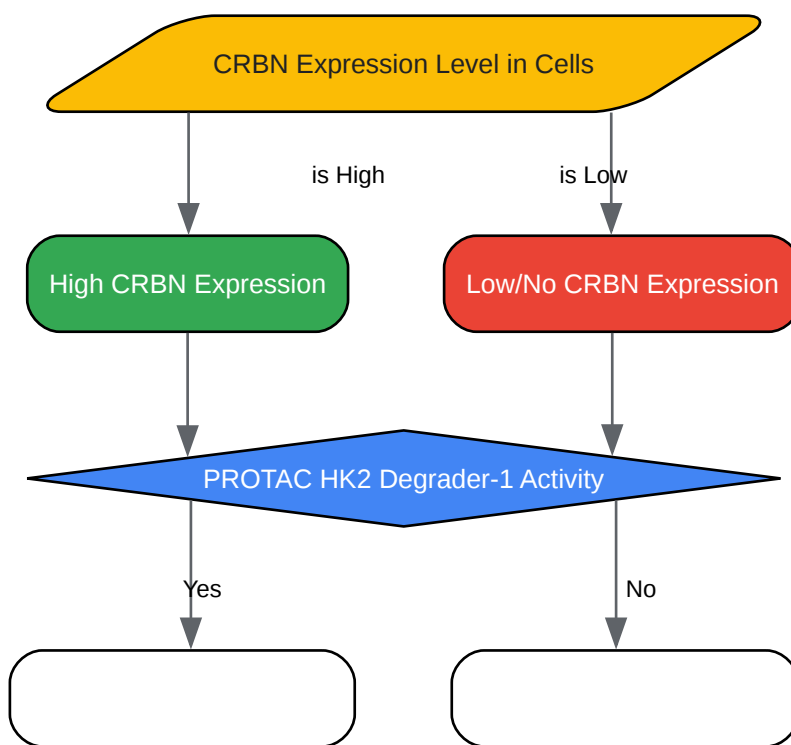 CRBN Expression Level in Cells
is High
is Low
High CRBN Expression
Low/No CRBN Expression
PROTAC HK2 Degrader-1 Activity
Yes
No